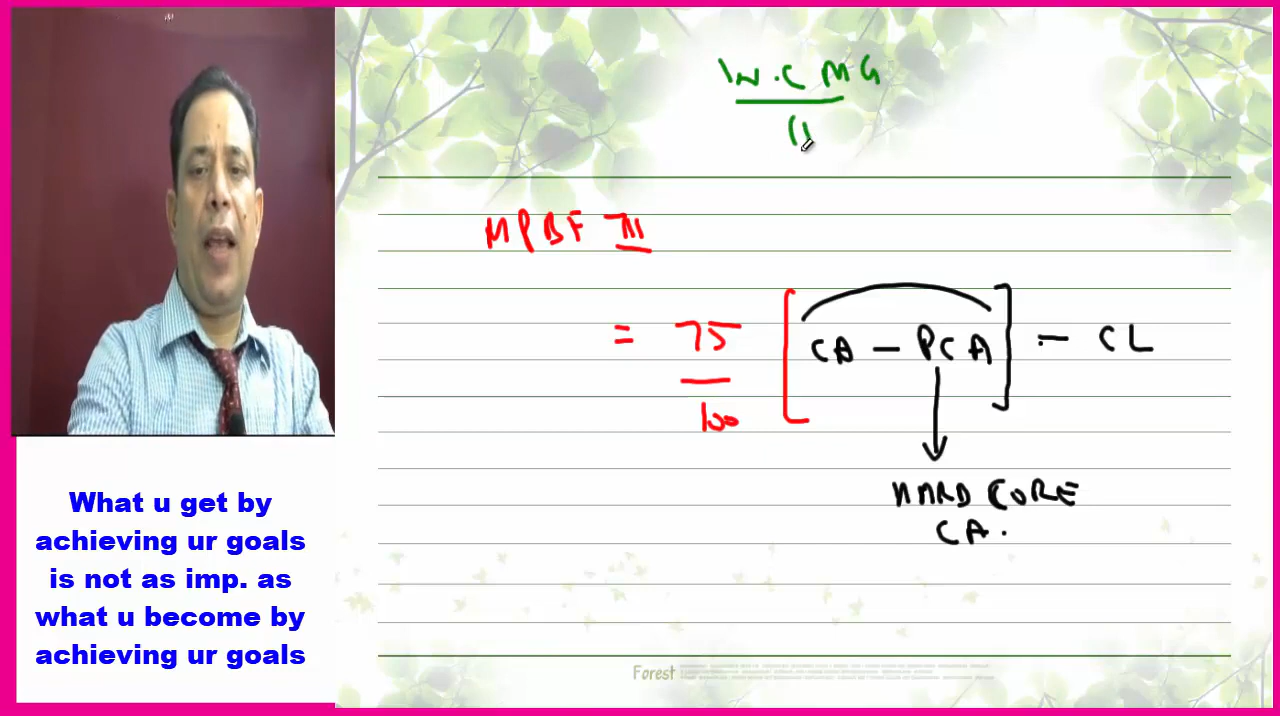 W.C MG
MPBF III
= 75/100 [CA - PCA] - CL
HARD CORE
CA.
What u get by
achieving ur goals
is not as imp. as
what u become by
achieving ur goals
Forest